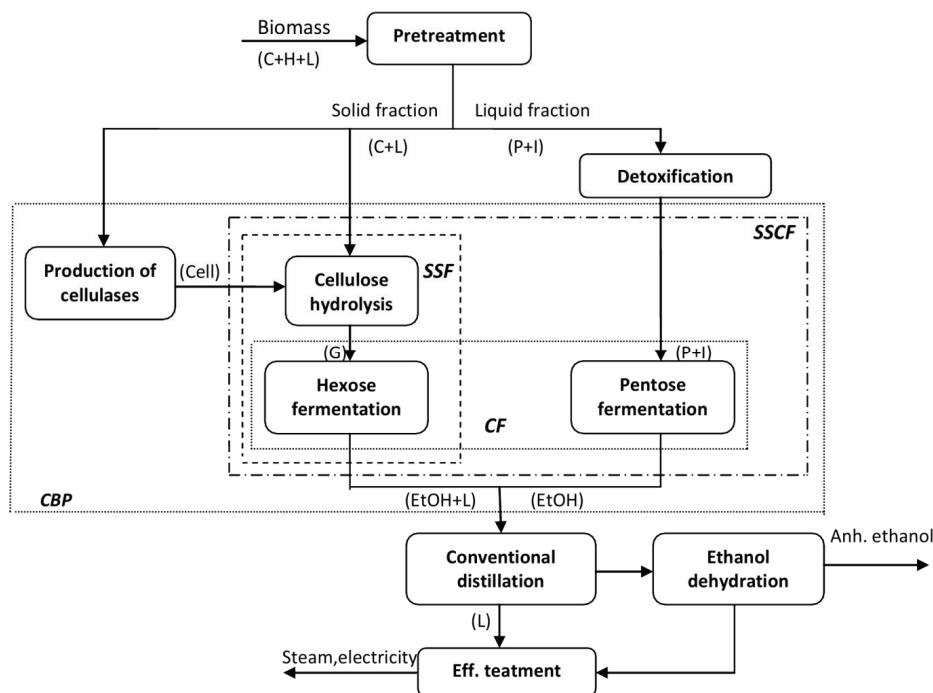 Biomass
(C+H+L)
Pretreatment
Solid fraction
Liquid fraction
(C+L)
(P+I)
Detoxification
SSCF
Production of
cellulases
(Cell)
SSF
Cellulose
hydrolysis
(G)
(P+I)
Hexose
fermentation
Pentose
fermentation
CF
CBP
(EtOH+L)
(EtOH)
Conventional
distillation
Ethanol
dehydration
Anh. ethanol
(L)
Steam,electricity
Eff. teatment